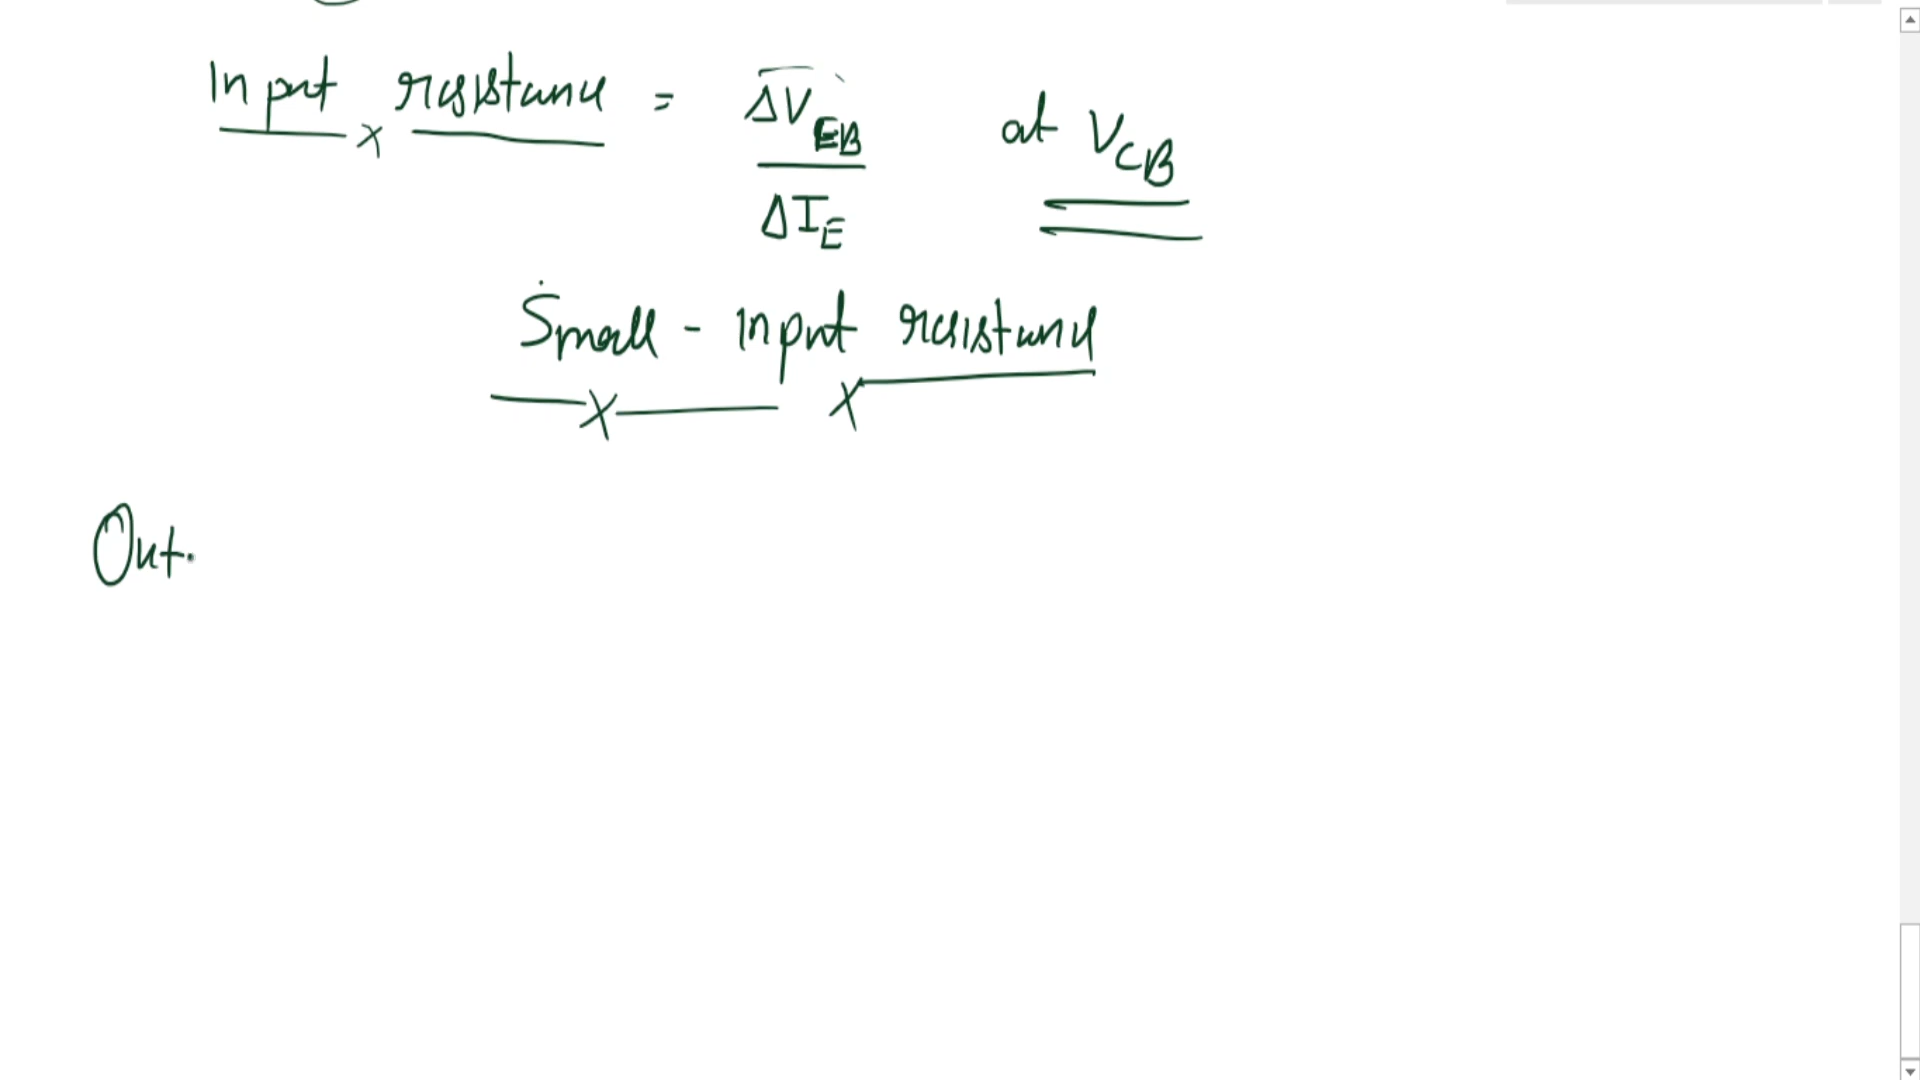 Input resistance = ΔV_EB / ΔI_E at V_CB
Small - input resistance
Out.